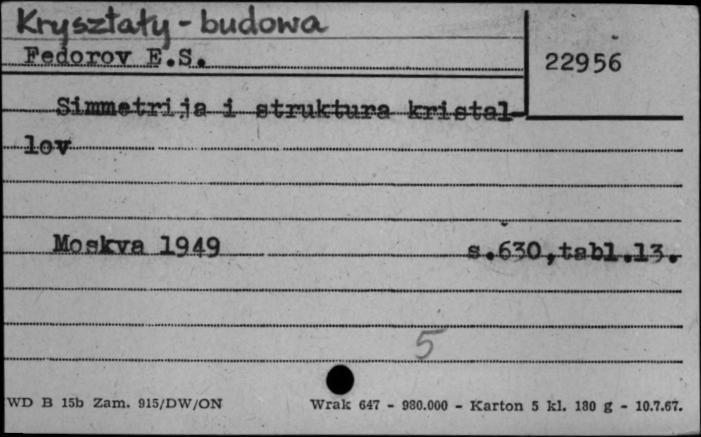 Kryształy - budowa
Fedorov E.S.
22956
Simmetrija i struktura kristal-
lov
Moskva 1949 s.630,tabl.13.
5
WD B 15b Zam. 915/DW/ON Wrak 647 - 980.000 - Karton 5 kl. 180 g - 10.7.67.